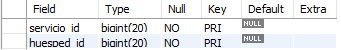 Field Type Null Key Default Extra
servicio_id bigint(20) NO PRI NULL
huesped_id bigint(20) NO PRI NULL